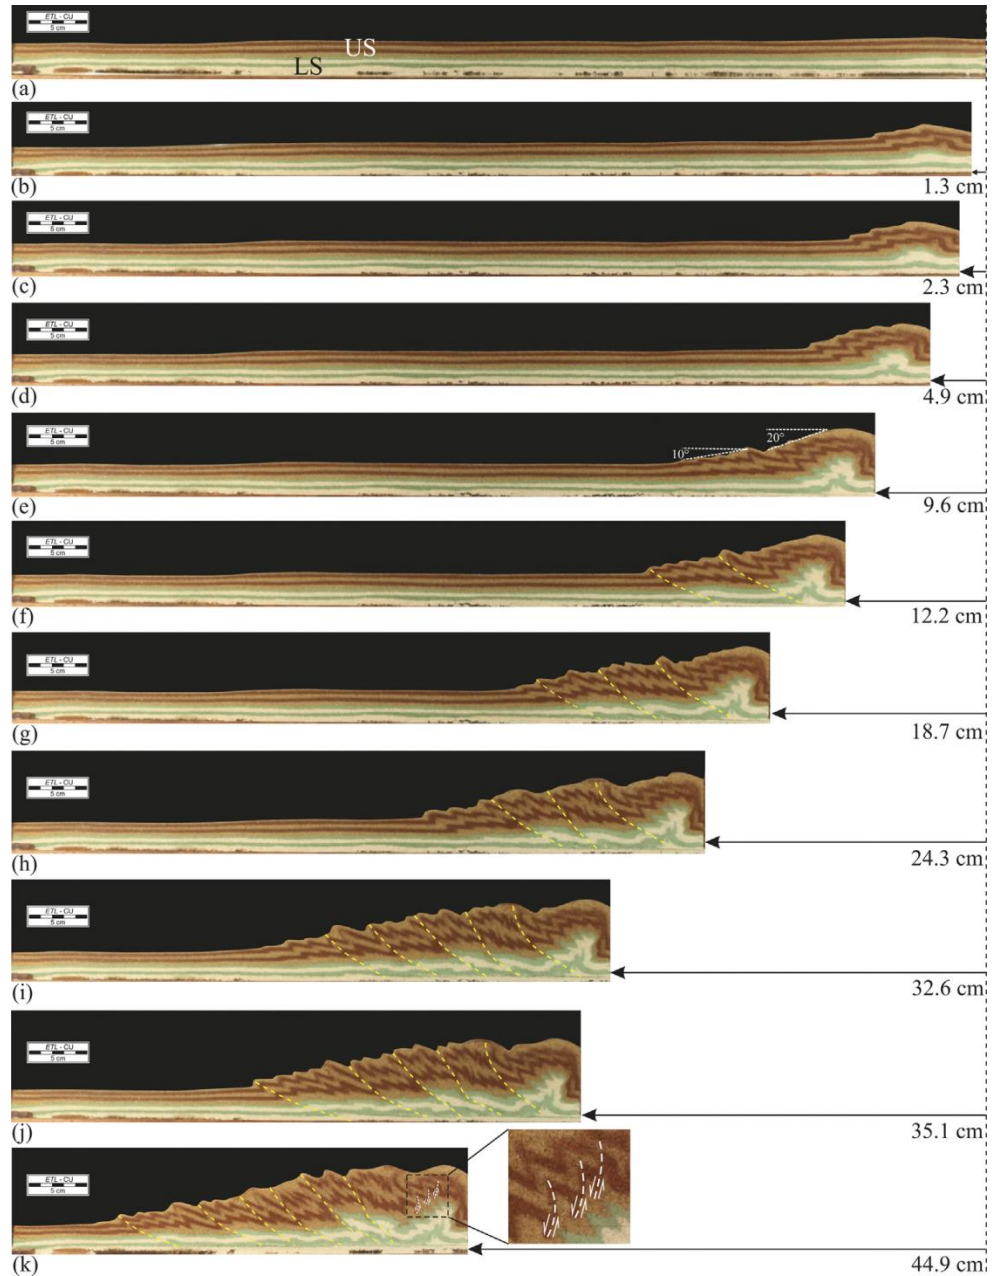 ETL - CU
5 cm
US
LS
(a)
ETL - CU
5 cm
(b)
1.3 cm
ETL - CU
5 cm
(c)
2.3 cm
ETL - CU
5 cm
(d)
4.9 cm
ETL - CU
5 cm
20°
10°
(e)
9.6 cm
ETL - CU
5 cm
(f)
12.2 cm
ETL - CU
5 cm
(g)
18.7 cm
ETL - CU
5 cm
(h)
24.3 cm
ETL - CU
5 cm
(i)
32.6 cm
ETL - CU
5 cm
(j)
35.1 cm
ETL - CU
5 cm
(k)
44.9 cm